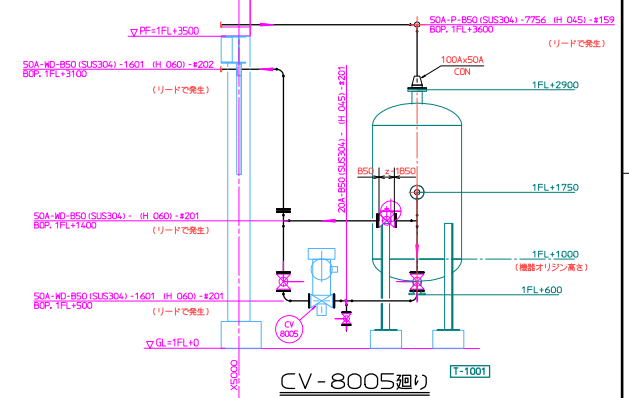 50A-P-B50(SUS304)-7756 (H 045)-#159
BOP. 1FL+3600
(リードで発生)
▽PF=1FL+3500
50A-WD-B50(SUS304)-1601 (H 060)-#202
BOP. 1FL+3100
(リードで発生)
100Ax50A
CON
1FL+2900
20A-B50(SUS304)- (H 045)-#201
B50 z-1B50
1FL+1750
50A-WD-B50(SUS304)- (H 060)-#201
BOP. 1FL+1400
(リードで発生)
1FL+1000
(機器オリジン高さ)
1FL+600
50A-WD-B50(SUS304)-1601 (H 060)-#201
BOP. 1FL+500
(リードで発生)
CV
8005
▽GL=1FL+0
X5000
CV-8005廻り
T-1001